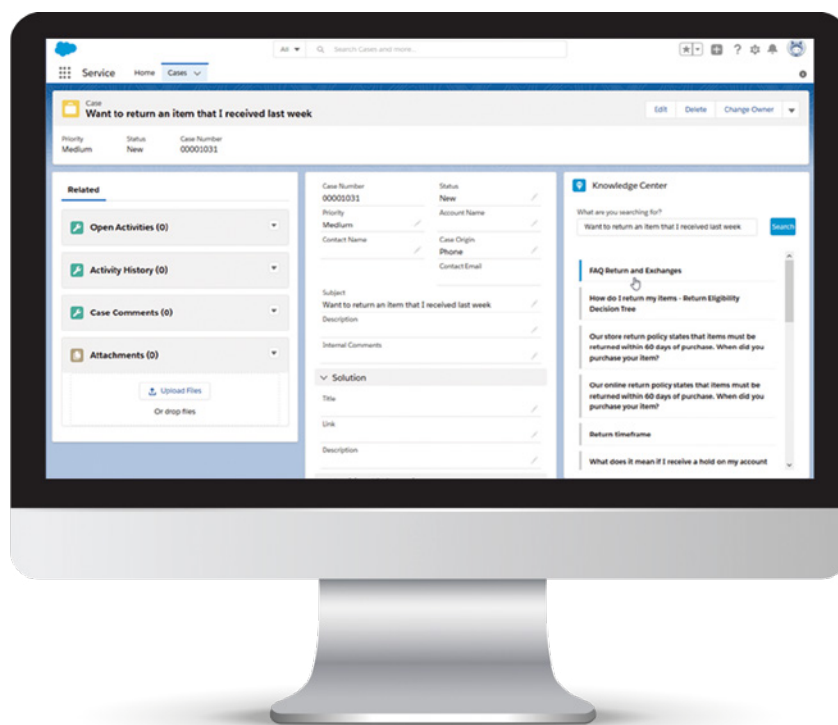 All
Search Cases and more...
Service
Home
Cases
Case
Want to return an item that I received last week
Edit
Delete
Change Owner
Priority
Status
Case Number
Medium
New
00001031
Related
Open Activities (0)
Activity History (0)
Case Comments (0)
Attachments (0)
Upload Files
Or drop files
Case Number
Status
00001031
New
Priority
Account Name
Medium
Contact Name
Case Origin
Phone
Contact Email
Subject
Want to return an item that I received last week
Description
Internal Comments
Solution
Title
Link
Description
Knowledge Center
What are you searching for?
Want to return an item that I received last week
Search
FAQ Return and Exchanges
How do I return my items - Return Eligibility
Decision Tree
Our store return policy states that items must be
returned within 60 days of purchase. When did you
purchase your item?
Our online return policy states that items must be
returned within 60 days of purchase. When did you
purchase your item?
Return timeframe
What does it mean if I receive a hold on my account